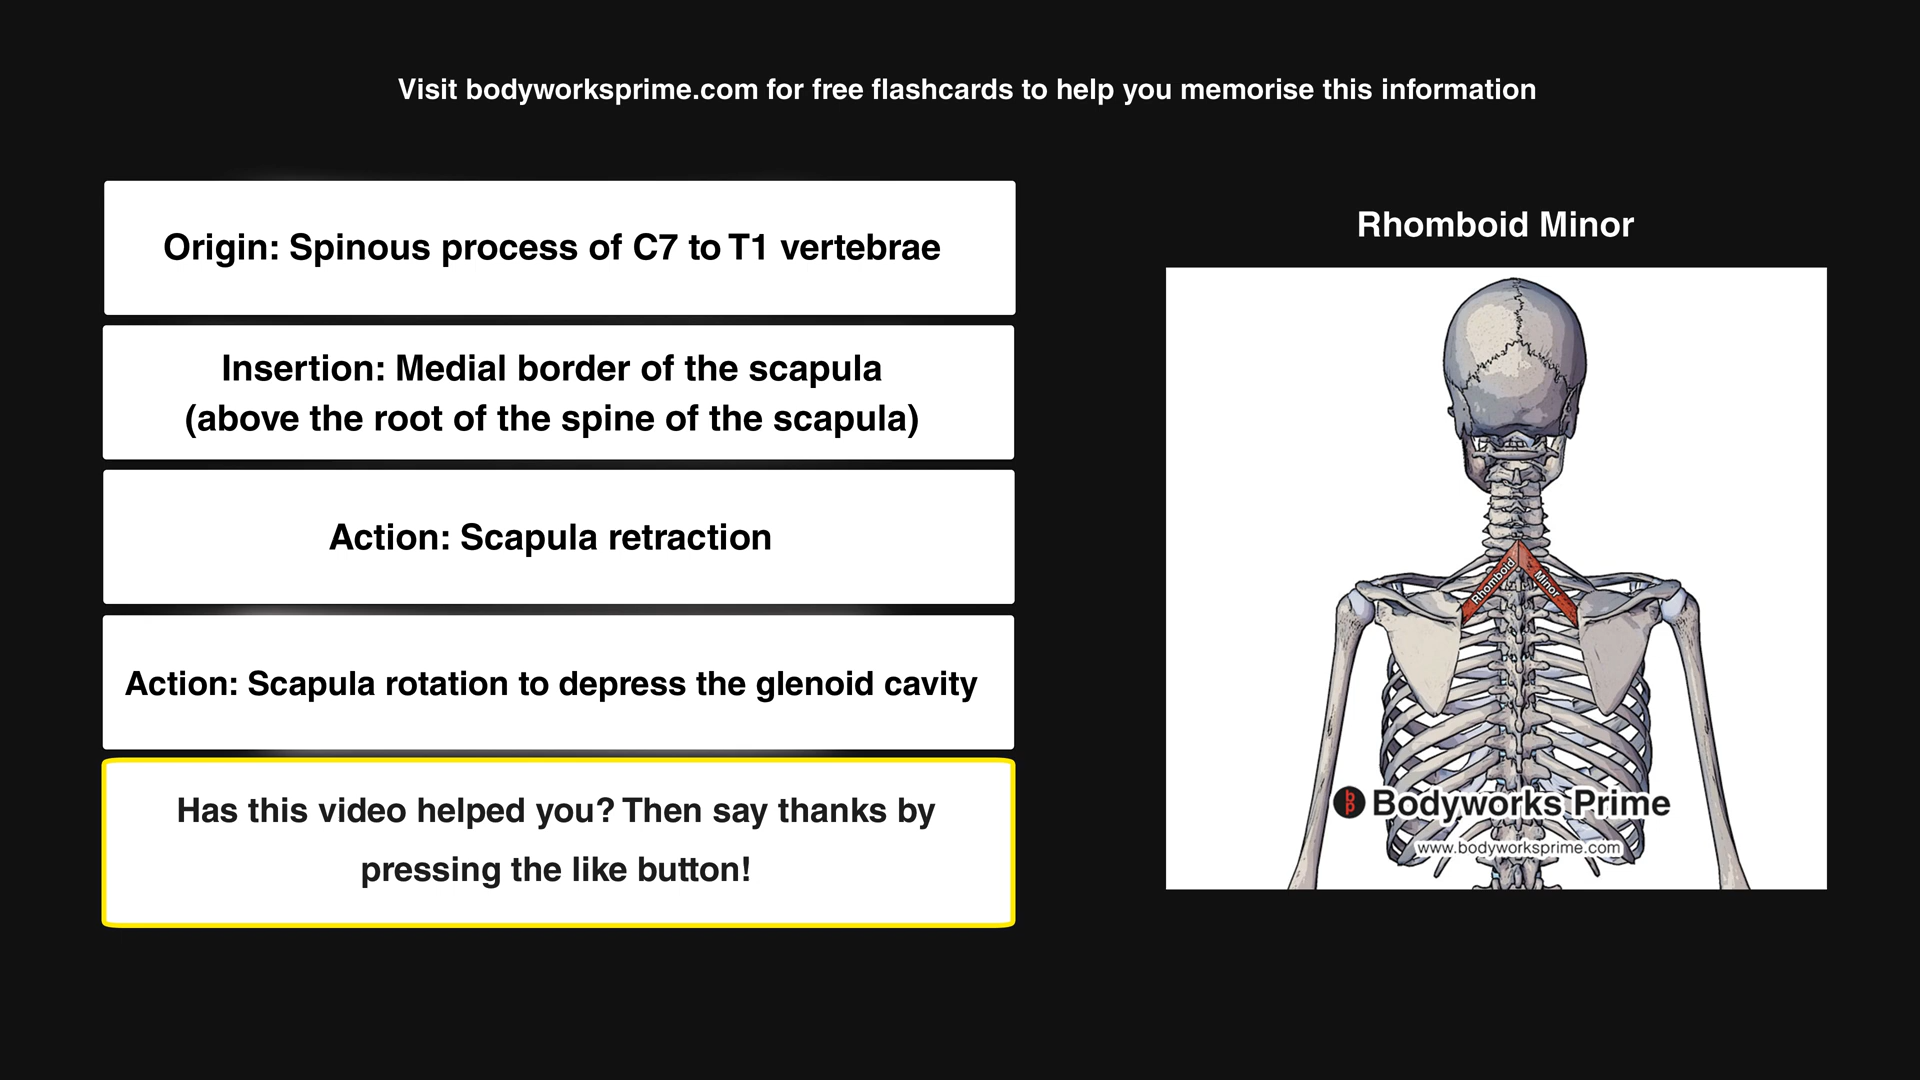 Visit bodyworksprime.com for free flashcards to help you memorise this information
Origin: Spinous process of C7 to T1 vertebrae
Insertion: Medial border of the scapula
(above the root of the spine of the scapula)
Action: Scapula retraction
Action: Scapula rotation to depress the glenoid cavity
Has this video helped you? Then say thanks by
pressing the like button!
Rhomboid Minor
Rhomboid Minor
bp Bodyworks Prime
www.bodyworksprime.com